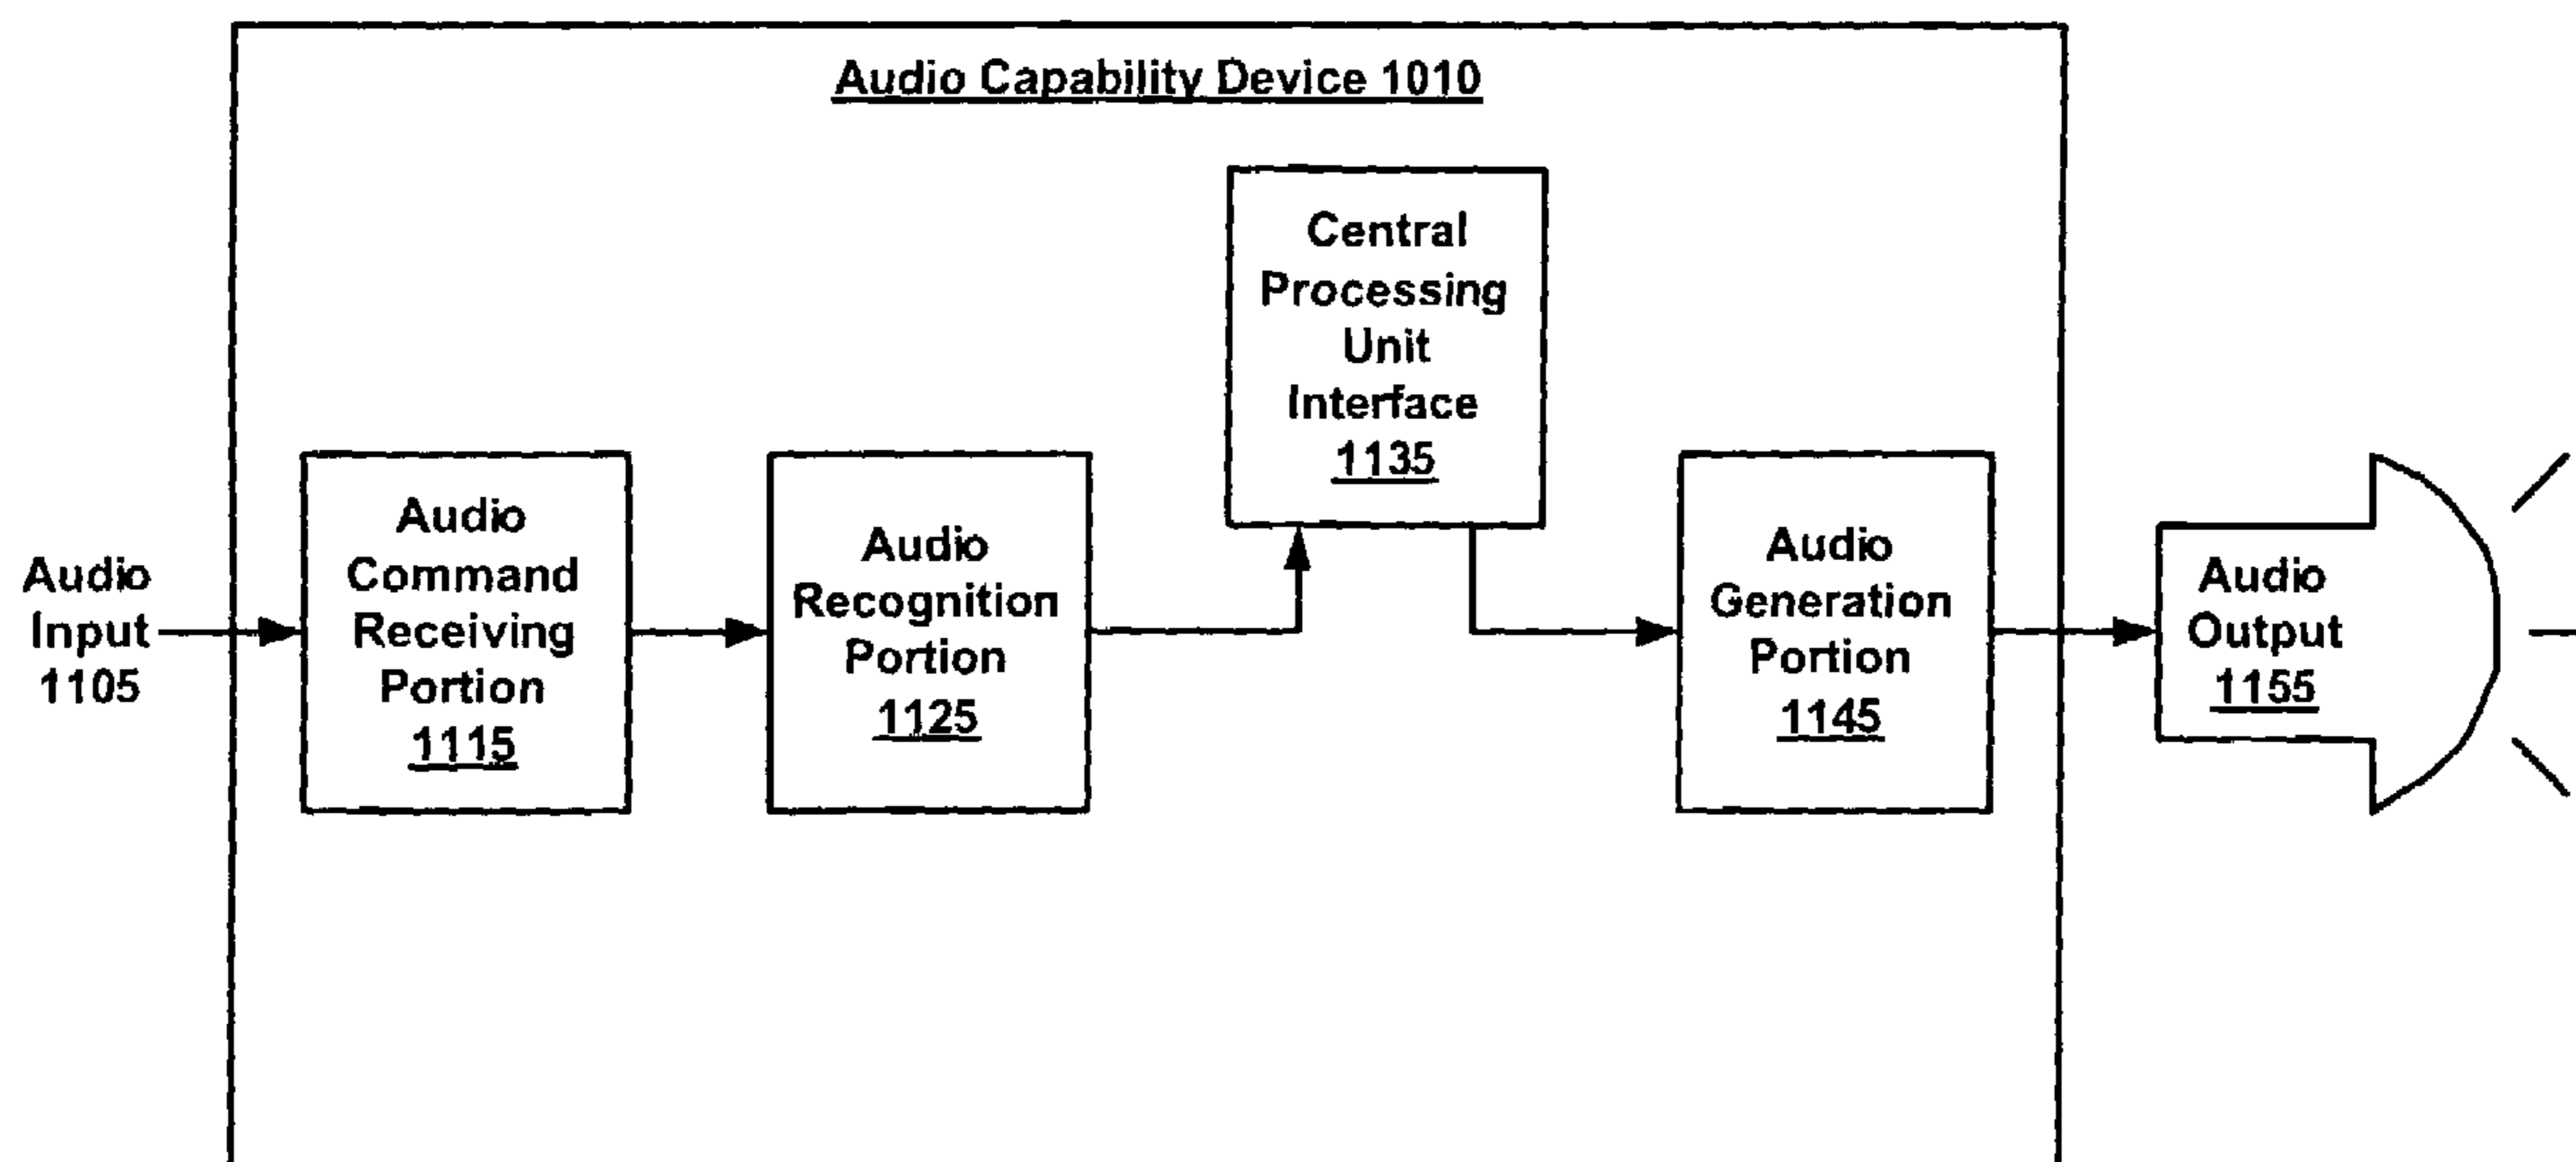 Audio Capability Device 1010
Audio
Input
1105
Audio
Command
Receiving
Portion
1115
Audio
Recognition
Portion
1125
Central
Processing
Unit
Interface
1135
Audio
Generation
Portion
1145
Audio
Output
1155